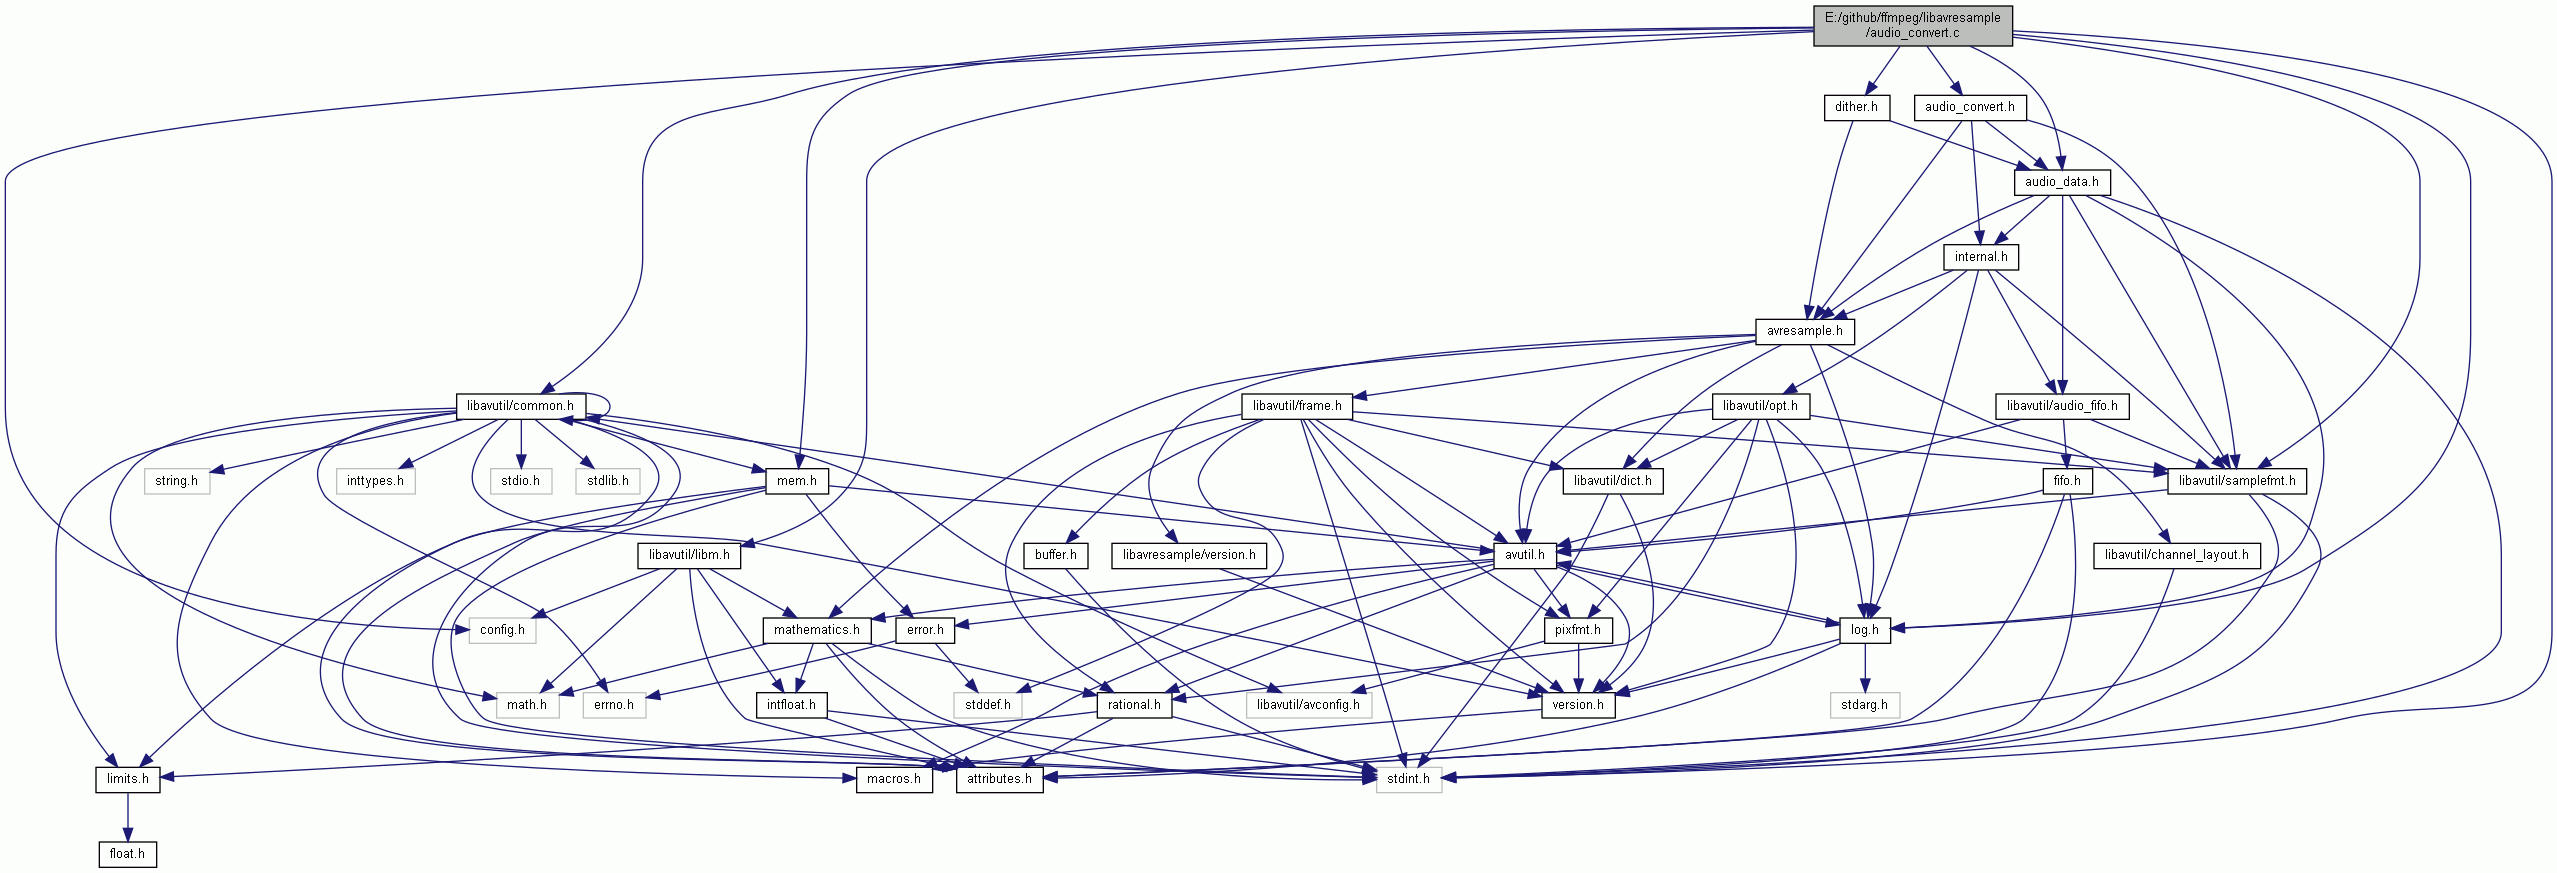 E:/github/ffmpeg/libavresample
/audio_convert.c
dither.h
audio_convert.h
audio_data.h
internal.h
avresample.h
libavutil/common.h
libavutil/frame.h
libavutil/opt.h
libavutil/audio_fifo.h
string.h
inttypes.h
stdio.h
stdlib.h
mem.h
libavutil/dict.h
fifo.h
libavutil/samplefmt.h
libavutil/libm.h
buffer.h
libavresample/version.h
avutil.h
libavutil/channel_layout.h
config.h
mathematics.h
error.h
pixfmt.h
log.h
math.h
errno.h
intfloat.h
stddef.h
rational.h
libavutil/avconfig.h
version.h
stdarg.h
limits.h
macros.h
attributes.h
stdint.h
float.h